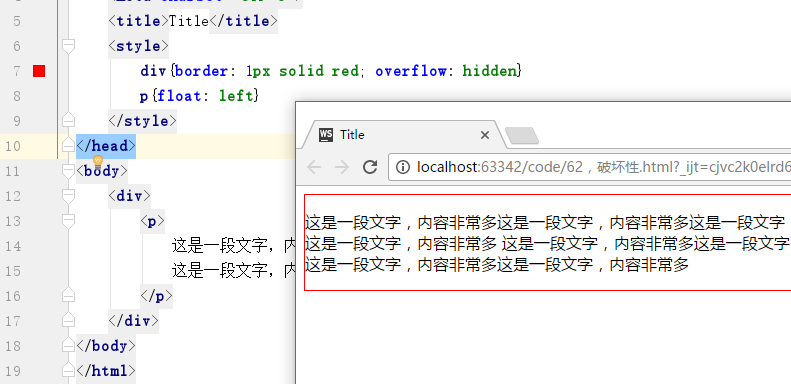 5 <title>Title</title>
6 <style>
7 div{border: 1px solid red; overflow: hidden}
8 p{float: left}
9 </style>
10 </head>
11 <body>
12 <div>
13 <p>
14 这是一段文字，内
15 这是一段文字，内
16 </p>
17 </div>
18 </body>
19 </html>
WS Title
localhost:63342/code/62，破坏性.html?_ijt=cjvc2k0elrd6
这是一段文字，内容非常多这是一段文字，内容非常多这是一段文字
这是一段文字，内容非常多 这是一段文字，内容非常多这是一段文字
这是一段文字，内容非常多这是一段文字，内容非常多